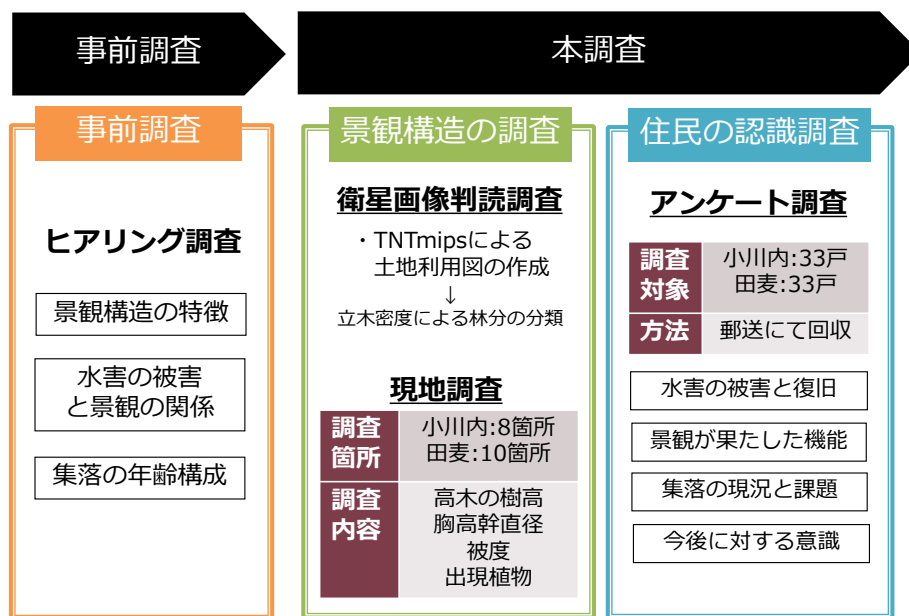 事前調査
本調査
事前調査
ヒアリング調査
景観構造の特徴
水害の被害
と景観の関係
集落の年齢構成
景観構造の調査
衛星画像判読調査
・TNTmipsによる
土地利用図の作成
↓
立木密度による林分の分類
現地調査
調査
箇所
小川内:8箇所
田麦:10箇所
調査
内容
高木の樹高
胸高幹直径
被度
出現植物
住民の認識調査
アンケート調査
調査
対象
小川内:33戸
田麦:33戸
方法
郵送にて回収
水害の被害と復旧
景観が果たした機能
集落の現況と課題
今後に対する意識